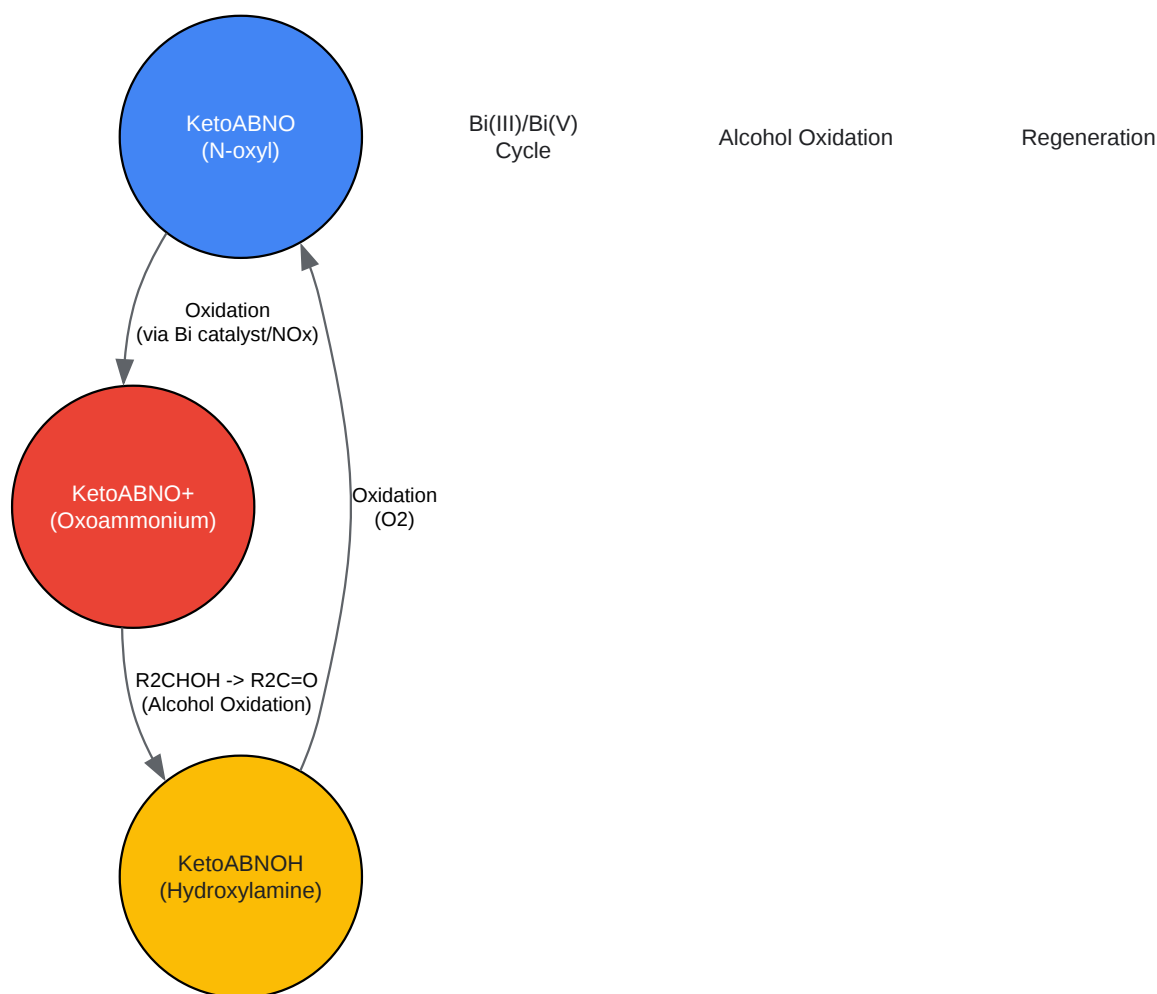 KetoABNO
(N-oxyl)
Bi(III)/Bi(V)
Cycle
Alcohol Oxidation
Regeneration
Oxidation
(via Bi catalyst/NOx)
KetoABNO+
(Oxoammonium)
Oxidation
(O2)
R2CHOH -> R2C=O
(Alcohol Oxidation)
KetoABNOH
(Hydroxylamine)